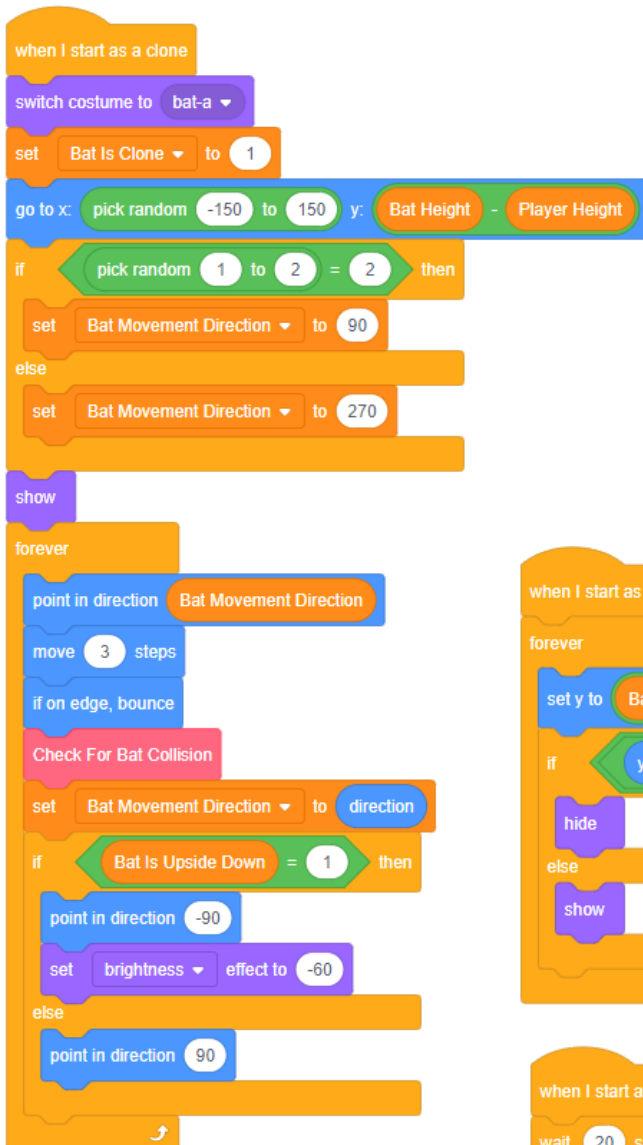 when I start as a clone
switch costume to bat-a
set Bat Is Clone to 1
go to x: pick random -150 to 150 y: Bat Height - Player Height
if pick random 1 to 2 = 2 then
set Bat Movement Direction to 90
else
set Bat Movement Direction to 270
show
forever
point in direction Bat Movement Direction
move 3 steps
if on edge, bounce
Check For Bat Collision
set Bat Movement Direction to direction
if Bat Is Upside Down = 1 then
point in direction -90
set brightness effect to -60
else
point in direction 90
when I start as
forever
set y to
if
hide
else
show
when I start
wait 20